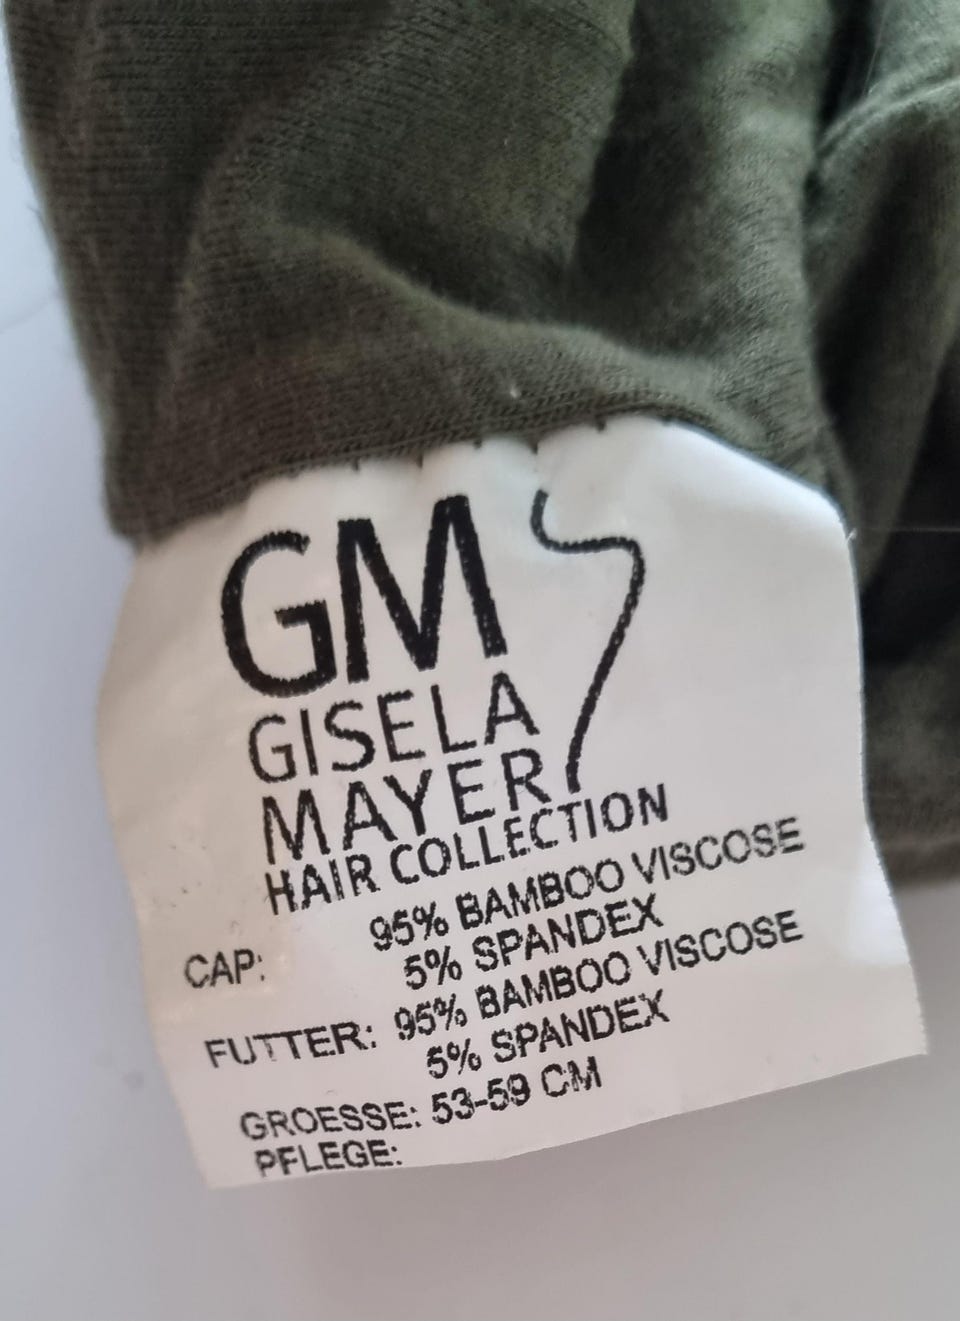 GM
GISELA
MAYER
HAIR COLLECTION
CAP: 95% BAMBOO VISCOSE
5% SPANDEX
FUTTER: 95% BAMBOO VISCOSE
5% SPANDEX
GROESSE: 53-59 CM
PFLEGE: